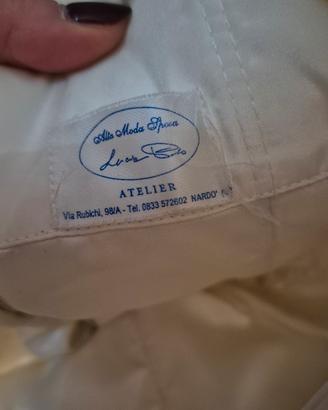 Alta Moda Sposa
ATELIER
Via Rubichi, 98/A - Tel. 0833 572602 NARDO'